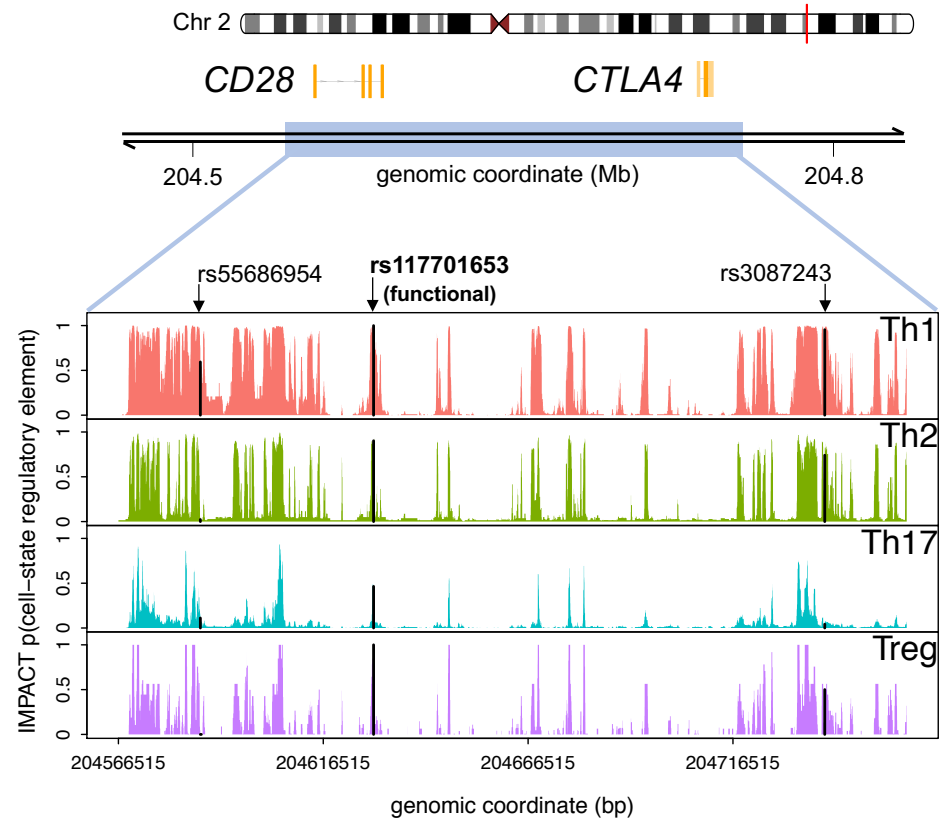 Chr 2
CD28
CTLA4
204.5
genomic coordinate (Mb)
204.8
rs55686954
rs117701653
(functional)
rs3087243
IMPACT p(cell−state regulatory element)
Th1
1
0.5
0
Th2
1
0.5
0
Th17
1
0.5
0
Treg
1
0.5
0
204566515
204616515
204666515
204716515
genomic coordinate (bp)